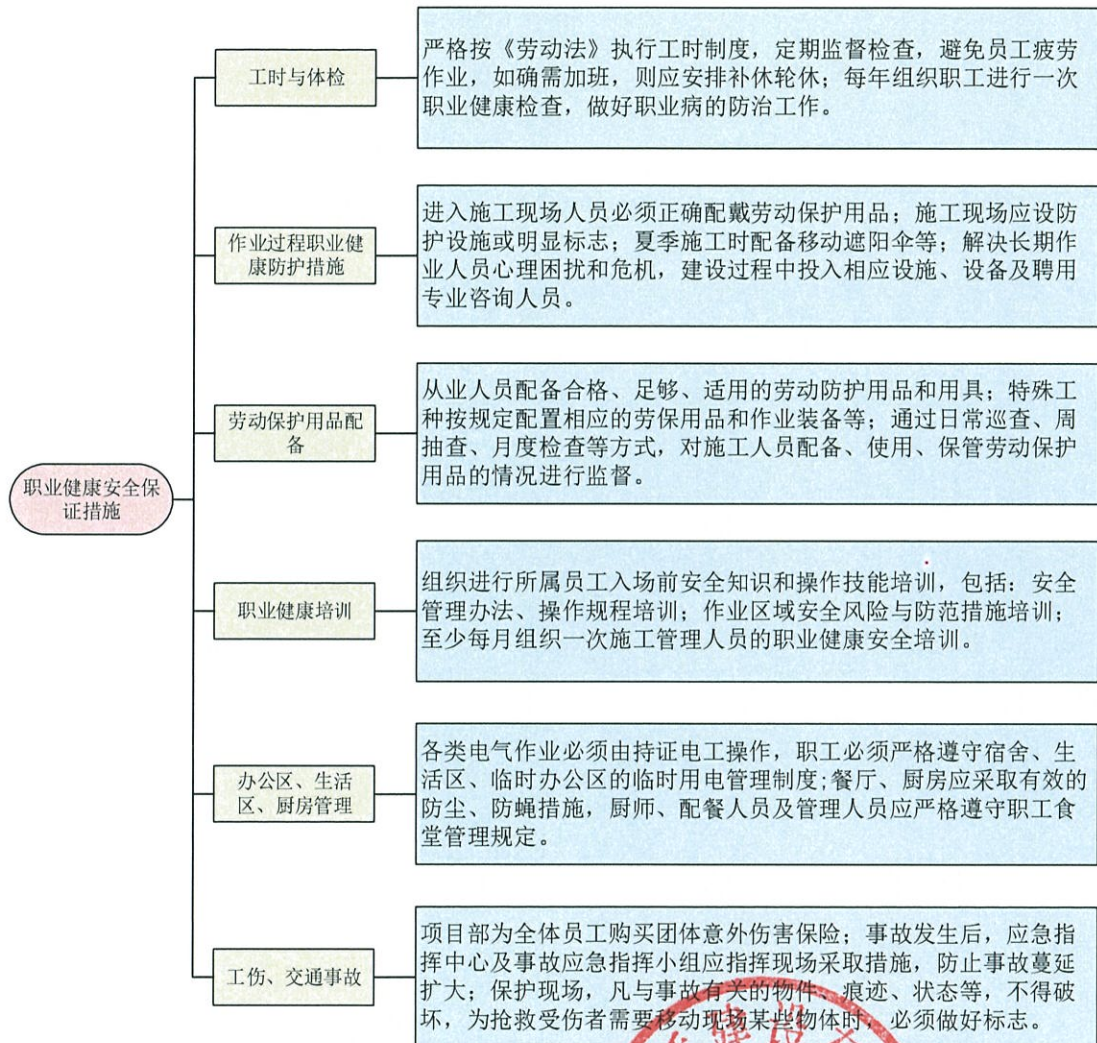 工时与体检
严格按《劳动法》执行工时制度，定期监督检查，避免员工疲劳
作业，如确需加班，则应安排补休轮休；每年组织职工进行一次
职业健康检查，做好职业病的防治工作。
作业过程职业健
康防护措施
进入施工现场人员必须正确配戴劳动保护用品；施工现场应设防
护设施或明显标志；夏季施工时配备移动遮阳伞等；解决长期作
业人员心理困扰和危机，建设过程中投入相应设施、设备及聘用
专业咨询人员。
劳动保护用品配
备
从业人员配备合格、足够、适用的劳动防护用品和用具；特殊工
种按规定配置相应的劳保用品和作业装备等；通过日常巡查、周
抽查、月度检查等方式，对施工人员配备、使用、保管劳动保护
用品的情况进行监督。
职业健康安全保
证措施
职业健康培训
组织进行所属员工入场前安全知识和操作技能培训，包括：安全
管理办法、操作规程培训；作业区域安全风险与防范措施培训；
至少每月组织一次施工管理人员的职业健康安全培训。
办公区、生活
区、厨房管理
各类电气作业必须由持证电工操作，职工必须严格遵守宿舍、生
活区、临时办公区的临时用电管理制度;餐厅、厨房应采取有效的
防尘、防蝇措施，厨师、配餐人员及管理人员应严格遵守职工食
堂管理规定。
工伤、交通事故
项目部为全体员工购买团体意外伤害保险；事故发生后，应急指
挥中心及事故应急指挥小组应指挥现场采取措施，防止事故蔓延
扩大；保护现场，凡与事故有关的物件、痕迹、状态等，不得破
坏，为抢救受伤者需要移动现场某些物体时，必须做好标志。
建设